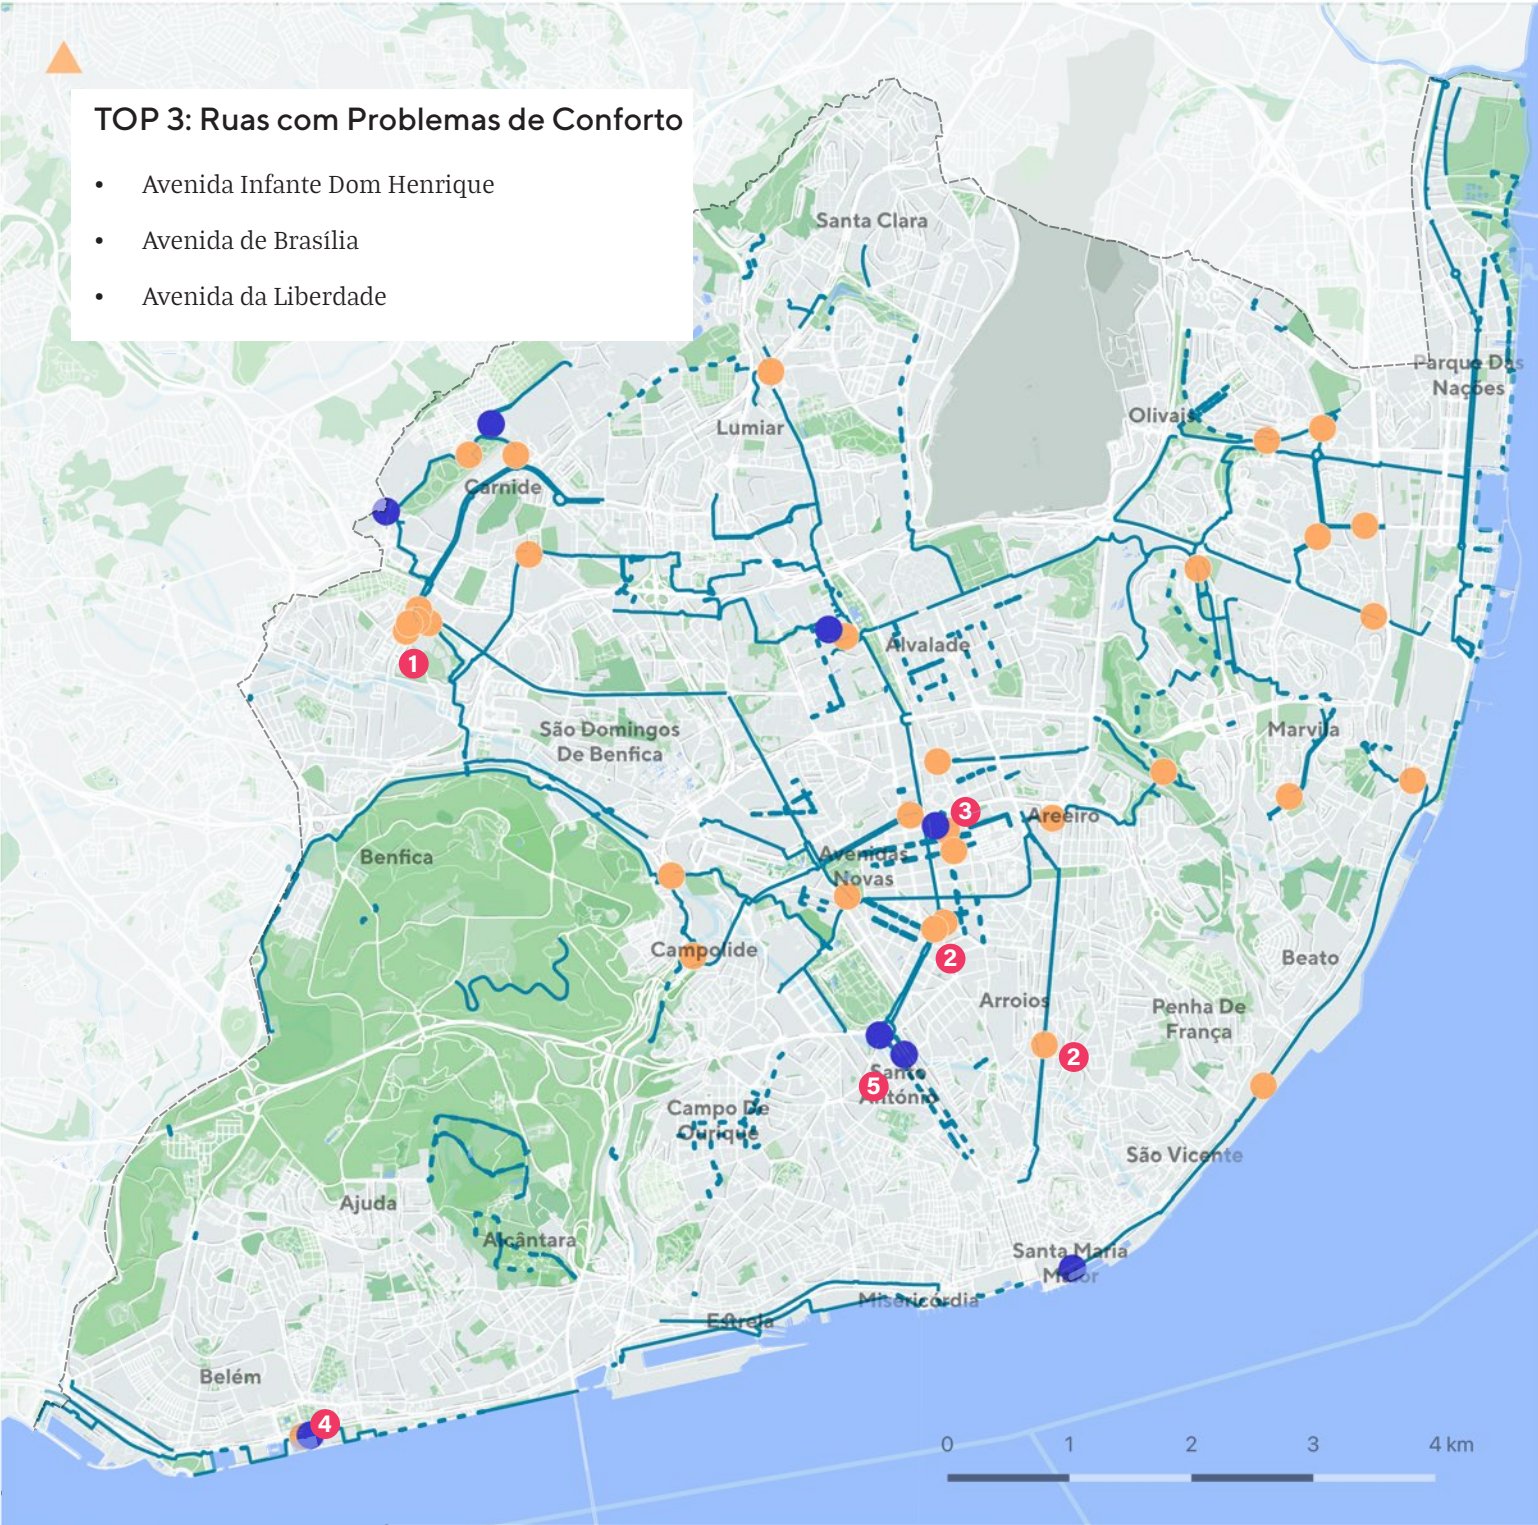 TOP 3: Ruas com Problemas de Conforto
• Avenida Infante Dom Henrique
• Avenida de Brasília
• Avenida da Liberdade
Santa Clara
Parque Das
Nações
Olivais
Lumiar
Carnide
1
Alvalade
São Domingos
De Benfica
Marvila
3
Areeiro
Benfica
Avenidas
Novas
Campolide
2
Beato
Arroios
Penha De
França
2
Santo
António
5
Campo De
Ourique
São Vicente
Ajuda
Alcântara
Santa Maria
Maior
Misericórdia
Estrela
Belém
4
0 1 2 3 4 km